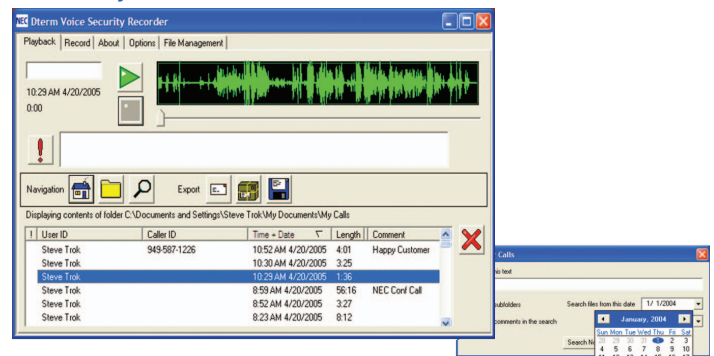 NEC Dterm Voice Security Recorder
Playback Record About Options File Management
10:29 AM 4/20/2005
0:00
Navigation Export
Displaying contents of folder C:\Documents and Settings\Steve Trok\My Documents\My Calls
! User ID Caller ID Time + Date Length Comment
Steve Trok 949-587-1226 10:52 AM 4/20/2005 4:01 Happy Customer
Steve Trok 10:30 AM 4/20/2005 3:25
Steve Trok 10:29 AM 4/20/2005 1:36
Steve Trok 8:59 AM 4/20/2005 56:16 NEC Conf Call
Steve Trok 8:52 AM 4/20/2005 3:27
Steve Trok 8:23 AM 4/20/2005 8:12
Calls
his text
subfolders Search files from this date 1/ 1/2004
comments in the search
Search N
January, 2004
Sun Mon Tue Wed Thu Fri Sat
28 29 30 31 1 2 3
4 5 6 7 8 9 10